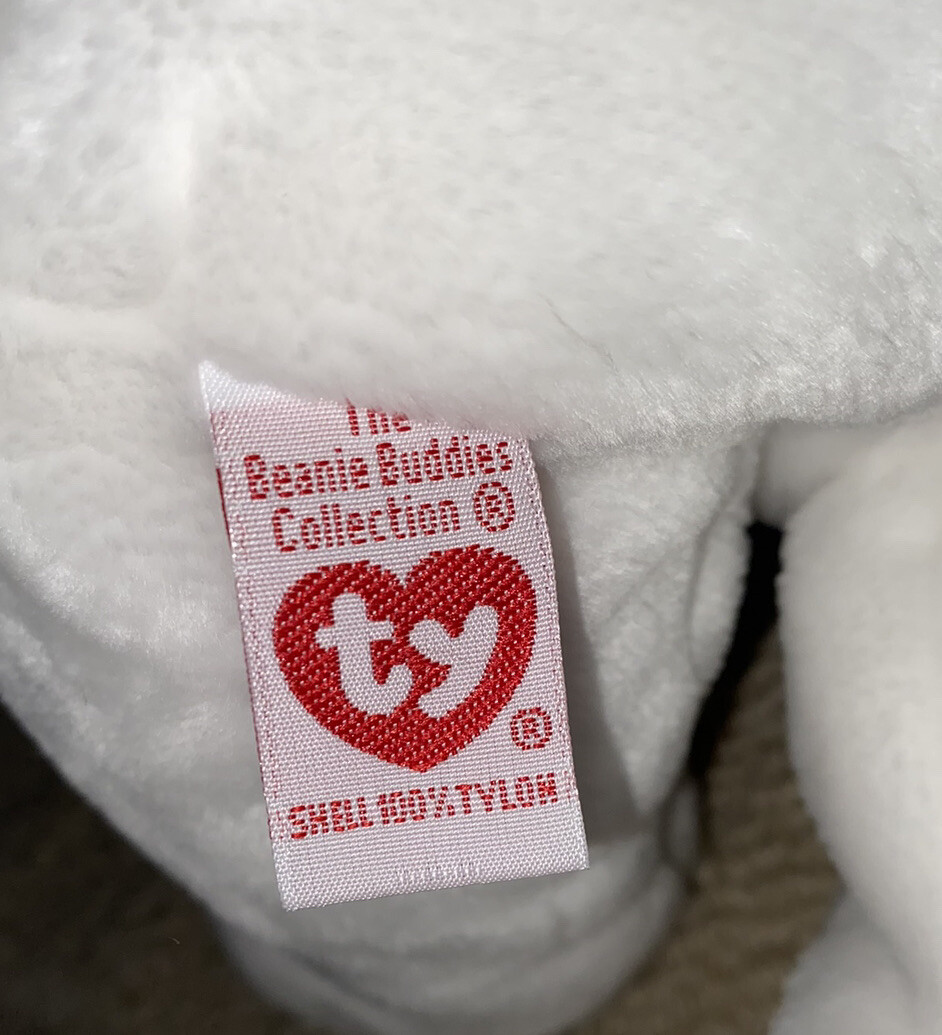 The
Beanie Buddies
Collection ®
ty
®
SHELL 100% TYLON